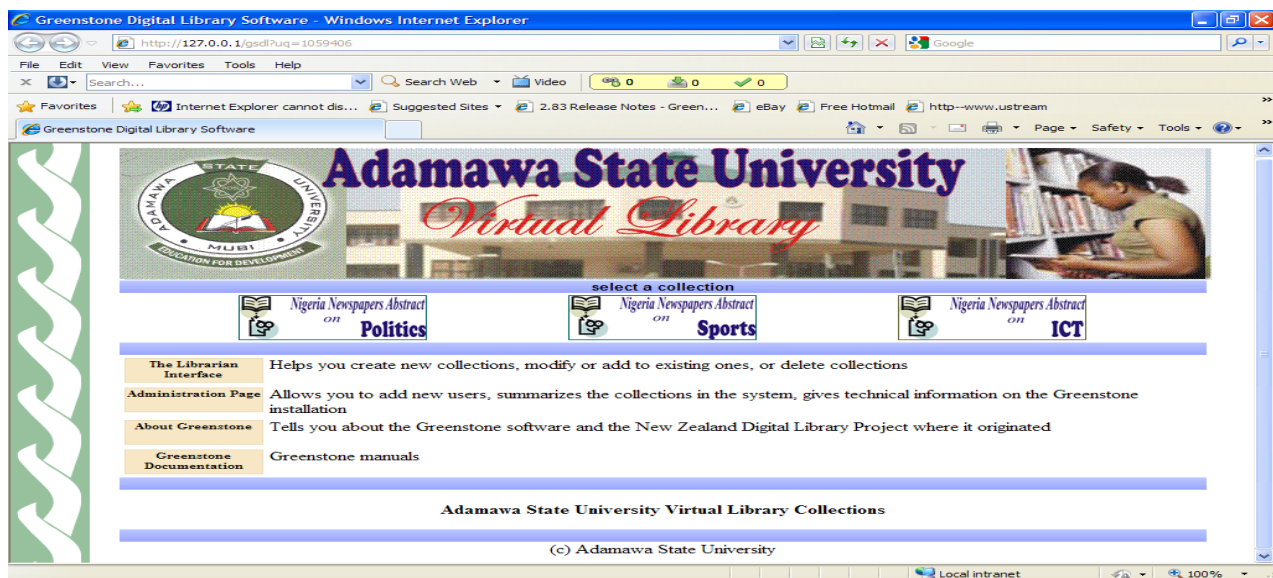 Greenstone Digital Library Software - Windows Internet Explorer
http://127.0.0.1/gsdl?uq=1059406
Google
File Edit View Favorites Tools Help
Search... Search Web Video 0 0 0
Favorites Internet Explorer cannot dis... Suggested Sites 2.83 Release Notes - Green... eBay Free Hotmail http--www.ustream
Greenstone Digital Library Software Page Safety Tools
Adamawa State University
Virtual Library
ADAMAWA STATE UNIVERSITY
MUBI
EDUCATION FOR DEVELOPMENT
select a collection
Nigeria Newspapers Abstract
on
Politics
Nigeria Newspapers Abstract
on
Sports
Nigeria Newspapers Abstract
on
ICT
The Librarian
Interface
Helps you create new collections, modify or add to existing ones, or delete collections
Administration Page
Allows you to add new users, summarizes the collections in the system, gives technical information on the Greenstone
installation
About Greenstone
Tells you about the Greenstone software and the New Zealand Digital Library Project where it originated
Greenstone
Documentation
Greenstone manuals
Adamawa State University Virtual Library Collections
(c) Adamawa State University
Local intranet 100%